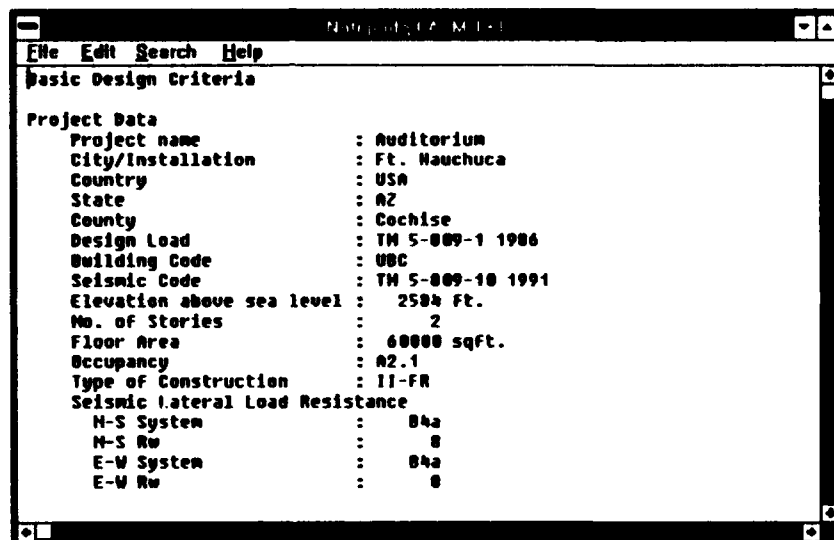 File Edit Search Help
Basic Design Criteria
Project Data
Project name : Auditorium
City/Installation : Ft. Hauchuca
Country : USA
State : AZ
County : Cochise
Design Load : TM 5-809-1 1986
Building Code : UBC
Seismic Code : TM 5-809-10 1991
Elevation above sea level : 2584 Ft.
No. of Stories : 2
Floor Area : 60000 sqft.
Occupancy : A2.1
Type of Construction : II-FR
Seismic Lateral Load Resistance
N-S System : B4a
N-S Rw : 8
E-W System : B4a
E-W Rw : 8